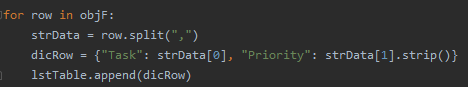 for row in objF:
    strData = row.split(",")
    dicRow = {"Task": strData[0], "Priority": strData[1].strip()}
    lstTable.append(dicRow)